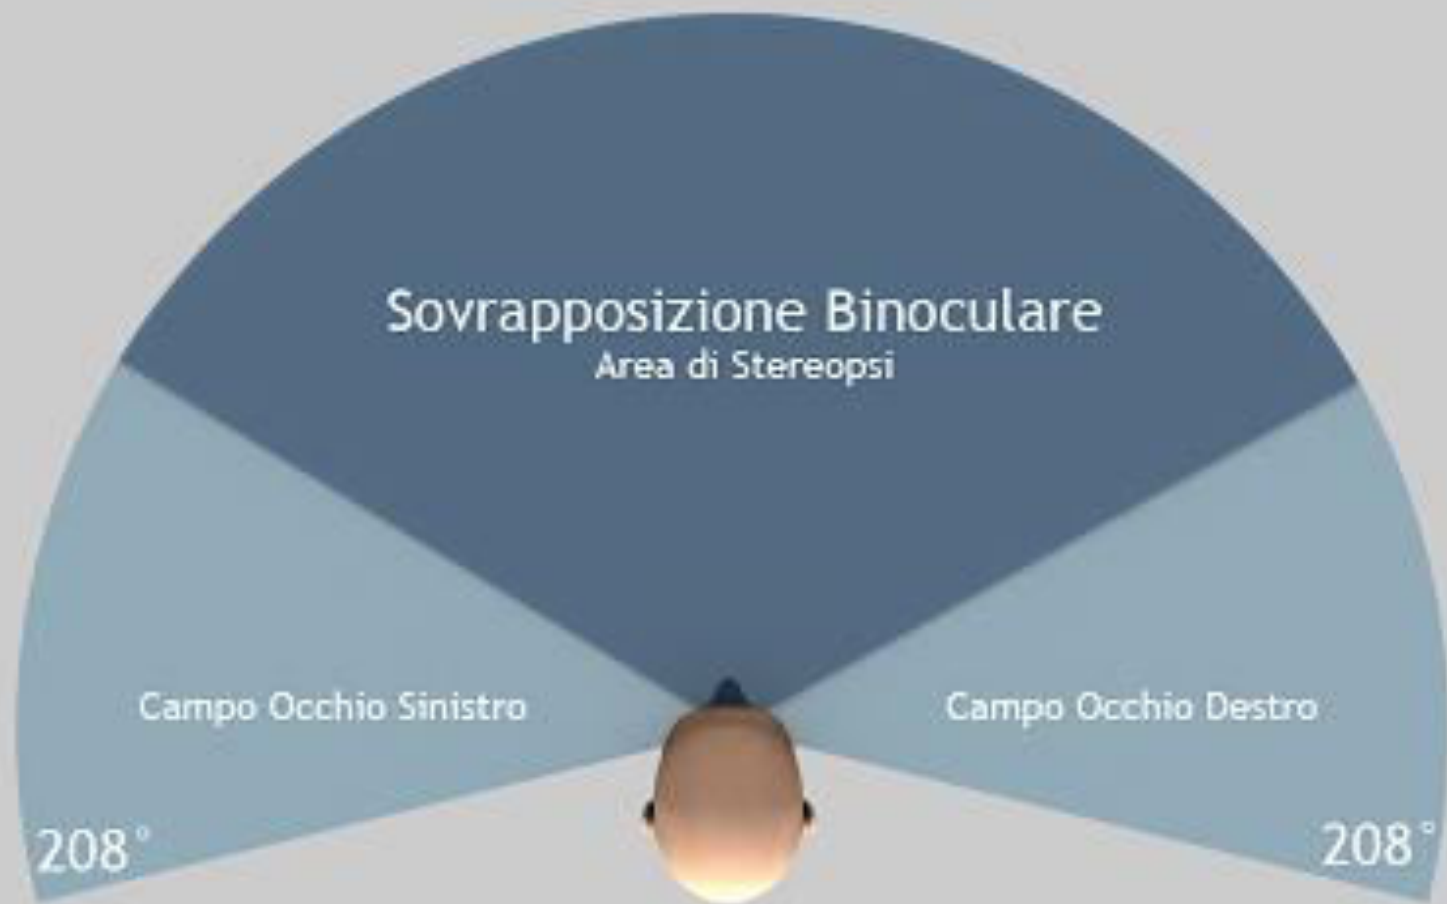 Sovrapposizione Binoculare
Area di Stereopsi
Campo Occhio Sinistro
Campo Occhio Destro
208°
208°